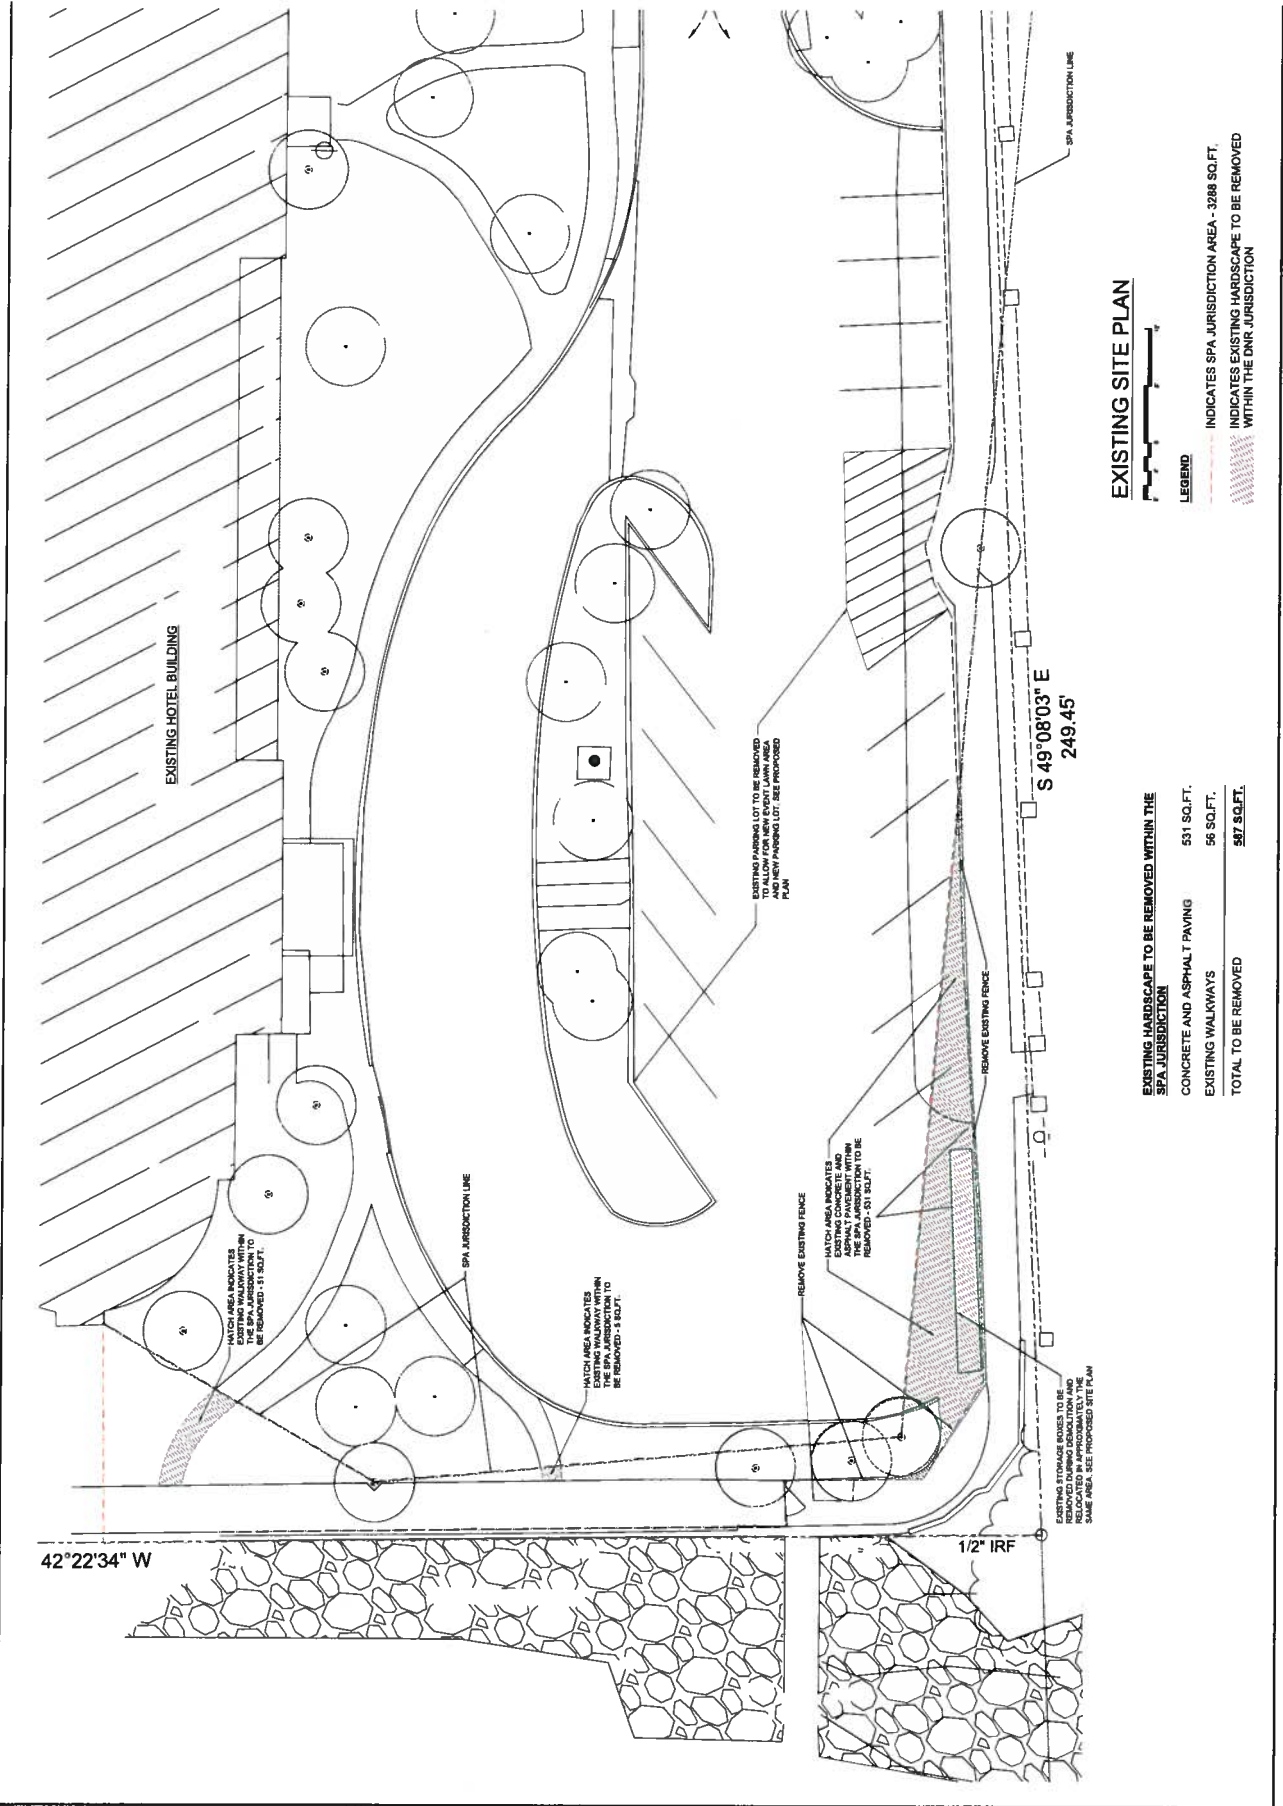 EXISTING HOTEL BUILDING
HATCH AREA INDICATES
EXISTING WALKWAY WITHIN
THE SPA JURISDICTION TO
BE REMOVED - 51 SQ.FT.
SPA JURISDICTION LINE
HATCH AREA INDICATES
EXISTING WALKWAY WITHIN
THE SPA JURISDICTION TO
BE REMOVED - 5 SQ.FT.
EXISTING PARKING LOT TO BE REMOVED
TO ALLOW FOR NEW EVENT LAWN AREA
AND NEW PARKING LOT. SEE PROPOSED
PLAN
REMOVE EXISTING FENCE
HATCH AREA INDICATES
EXISTING CONCRETE AND
ASPHALT PAVEMENT WITHIN
THE SPA JURISDICTION TO BE
REMOVED - 531 SQ.FT.
REMOVE EXISTING FENCE
EXISTING STORAGE BOXES TO BE
REMOVED DURING DEMOLITION AND
RELOCATED IN APPROXIMATELY THE
SAME AREA. SEE PROPOSED SITE PLAN
42°22'34" W
1/2" IRF
S 49°08'03" E
249.45'
SPA JURISDICTION LINE
EXISTING SITE PLAN
LEGEND
INDICATES SPA JURISDICTION AREA - 3288 SQ.FT.
INDICATES EXISTING HARDSCAPE TO BE REMOVED
WITHIN THE DNR JURISDICTION
EXISTING HARDSCAPE TO BE REMOVED WITHIN THE
SPA JURISDICTION
CONCRETE AND ASPHALT PAVING 531 SQ.FT.
EXISTING WALKWAYS 56 SQ.FT.
TOTAL TO BE REMOVED 587 SQ.FT.